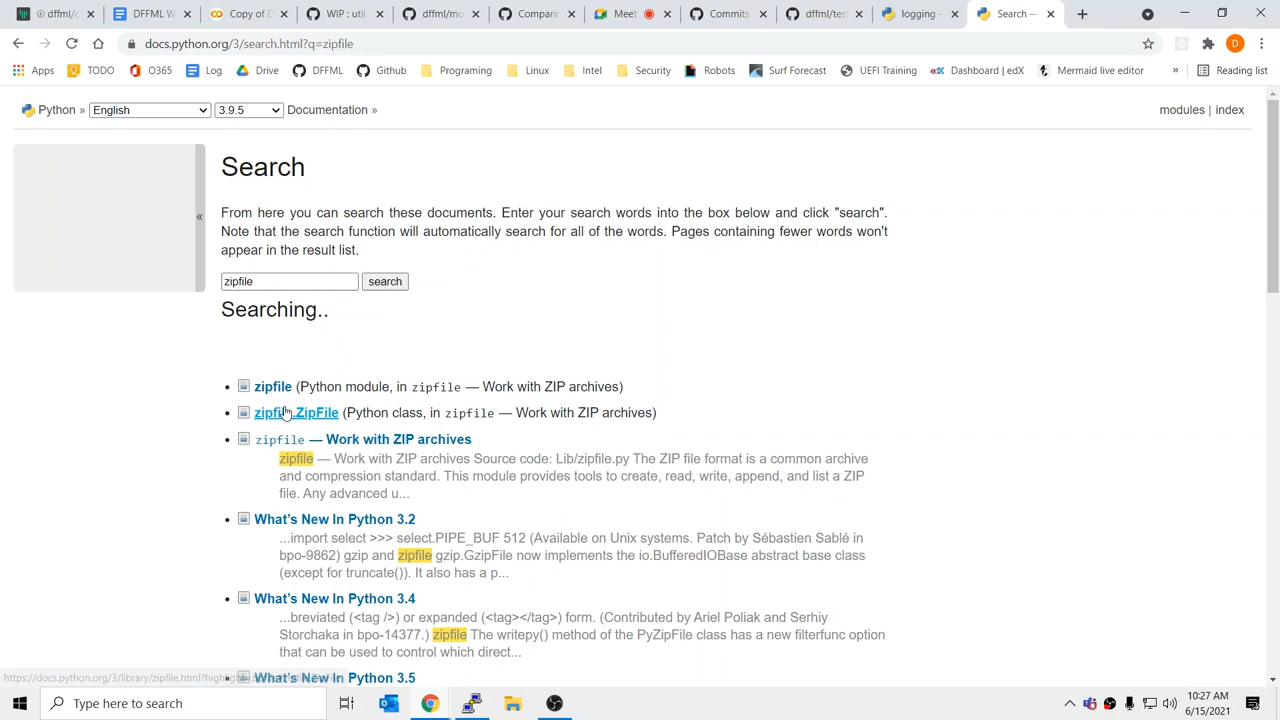 @ dffml/c
DFFML W
Copy of D
WIP : util
dffml/mo
Comparin
Meet
Commits
dffml/test
logging —
Search —
docs.python.org/3/search.html?q=zipfile
Apps TODO O365 Log Drive DFFML Github Programing Linux Intel Security Robots Surf Forecast UEFI Training Dashboard | edX Mermaid live editor » Reading list
Python » English 3.9.5 Documentation » modules | index
«
Search
From here you can search these documents. Enter your search words into the box below and click "search".
Note that the search function will automatically search for all of the words. Pages containing fewer words won't
appear in the result list.
zipfile search
Searching..
zipfile (Python module, in zipfile — Work with ZIP archives)
zipfile.ZipFile (Python class, in zipfile — Work with ZIP archives)
zipfile — Work with ZIP archives
zipfile — Work with ZIP archives Source code: Lib/zipfile.py The ZIP file format is a common archive
and compression standard. This module provides tools to create, read, write, append, and list a ZIP
file. Any advanced u...
What's New In Python 3.2
...import select >>> select.PIPE_BUF 512 (Available on Unix systems. Patch by Sébastien Sablé in
bpo-9862) gzip and zipfile gzip.GzipFile now implements the io.BufferedIOBase abstract base class
(except for truncate()). It also has a p...
What's New In Python 3.4
...breviated (<tag />) or expanded (<tag></tag>) form. (Contributed by Ariel Poliak and Serhiy
Storchaka in bpo-14377.) zipfile The writepy() method of the PyZipFile class has a new filterfunc option
that can be used to control which direct...
What's New In Python 3.5
https://docs.python.org/3/library/zipfile.html?highlight=
Type here to search
10:27 AM
6/15/2021